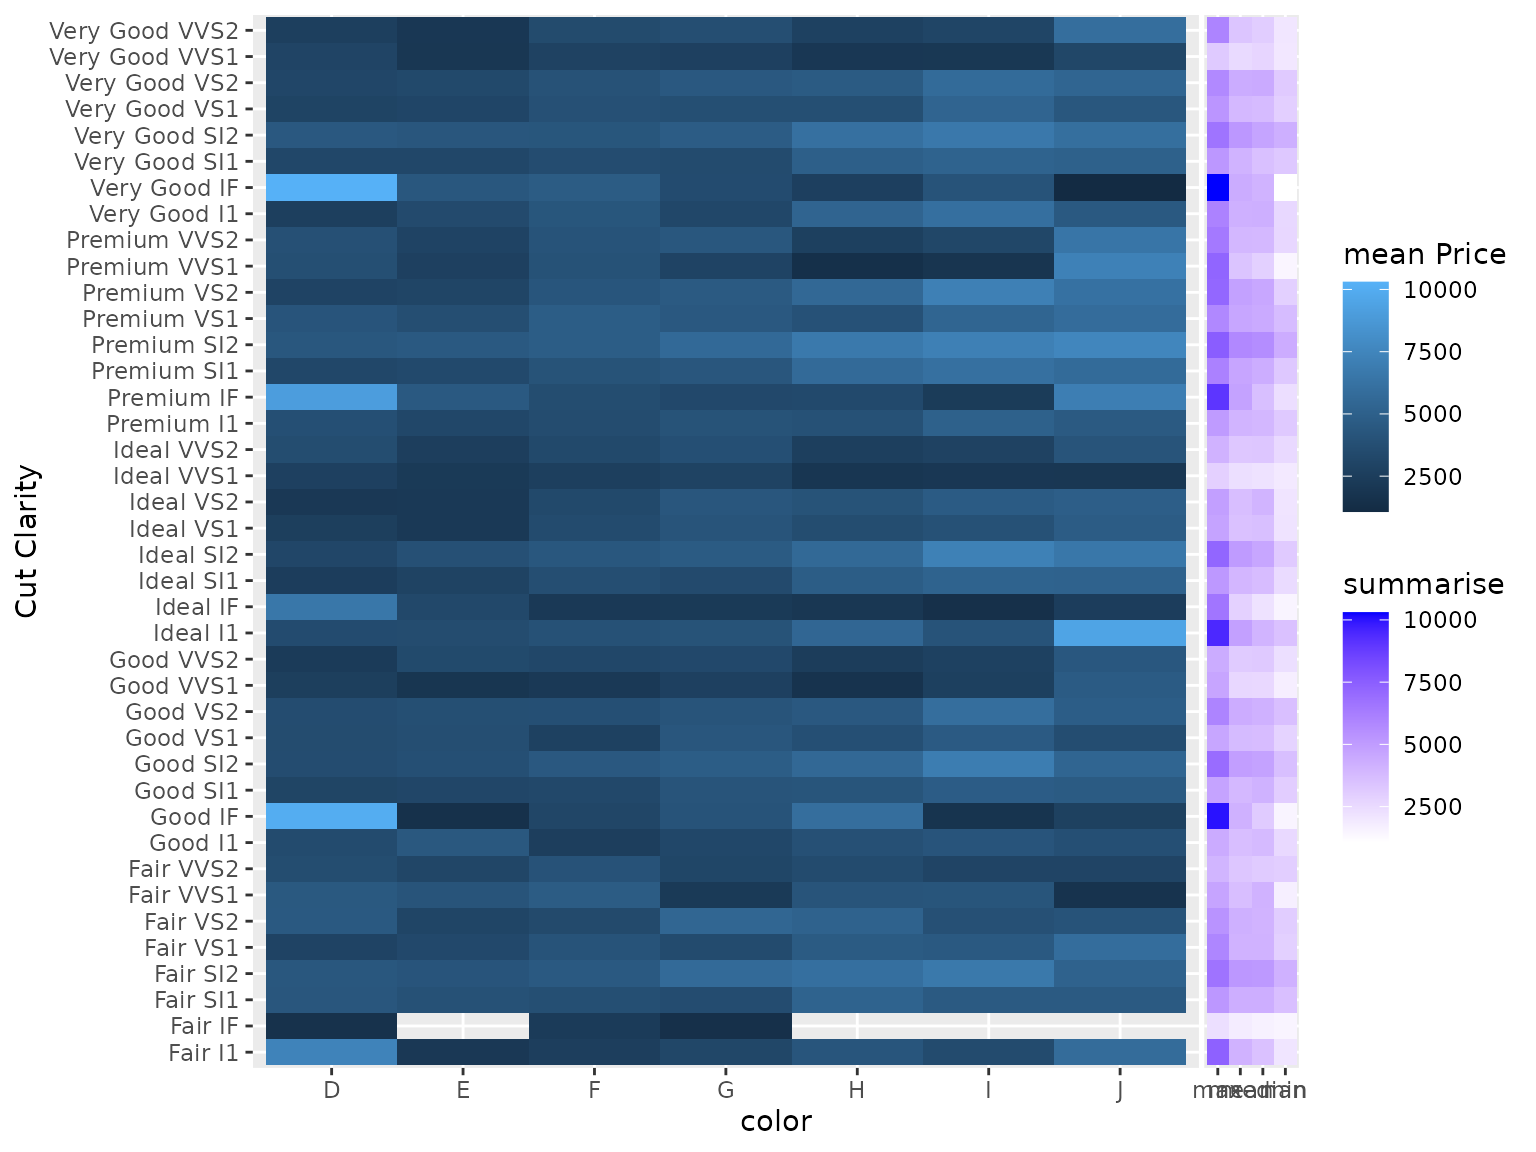 Very Good VVS2
Very Good VVS1
Very Good VS2
Very Good VS1
Very Good SI2
Very Good SI1
Very Good IF
Very Good I1
Premium VVS2
Premium VVS1
Premium VS2
Premium VS1
Premium SI2
Premium SI1
Premium IF
Premium I1
Ideal VVS2
Ideal VVS1
Ideal VS2
Ideal VS1
Ideal SI2
Ideal SI1
Ideal IF
Ideal I1
Good VVS2
Good VVS1
Good VS2
Good VS1
Good SI2
Good SI1
Good IF
Good I1
Fair VVS2
Fair VVS1
Fair VS2
Fair VS1
Fair SI2
Fair SI1
Fair IF
Fair I1
Cut Clarity
D E F G H I J
color
mean Price
10000
7500
5000
2500
summarise
10000
7500
5000
2500